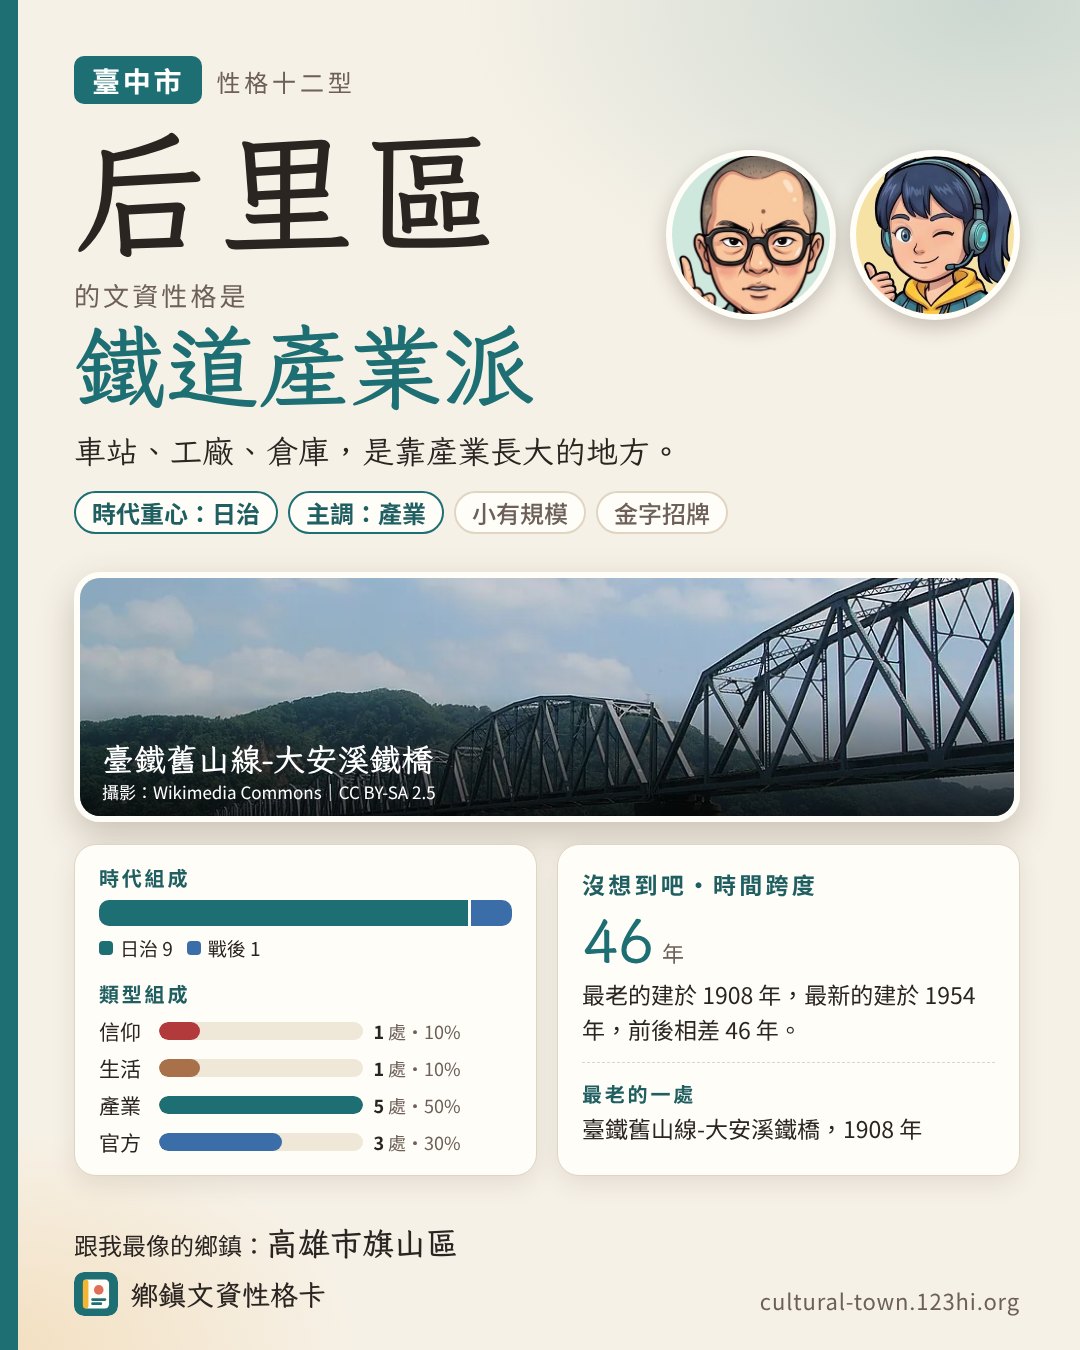 臺中市 性格十二型
后里區
的文資性格是
鐵道產業派
車站、工廠、倉庫，是靠產業長大的地方。
時代重心：日治 主調：產業 小有規模 金字招牌
臺鐵舊山線-大安溪鐵橋
攝影：Wikimedia Commons｜CC BY-SA 2.5
時代組成
日治 9 戰後 1
類型組成
信仰 1 處・10%
生活 1 處・10%
產業 5 處・50%
官方 3 處・30%
沒想到吧・時間跨度
46 年
最老的建於 1908 年，最新的建於 1954
年，前後相差 46 年。
最老的一處
臺鐵舊山線-大安溪鐵橋，1908 年
跟我最像的鄉鎮：高雄市旗山區
鄉鎮文資性格卡
cultural-town.123hi.org